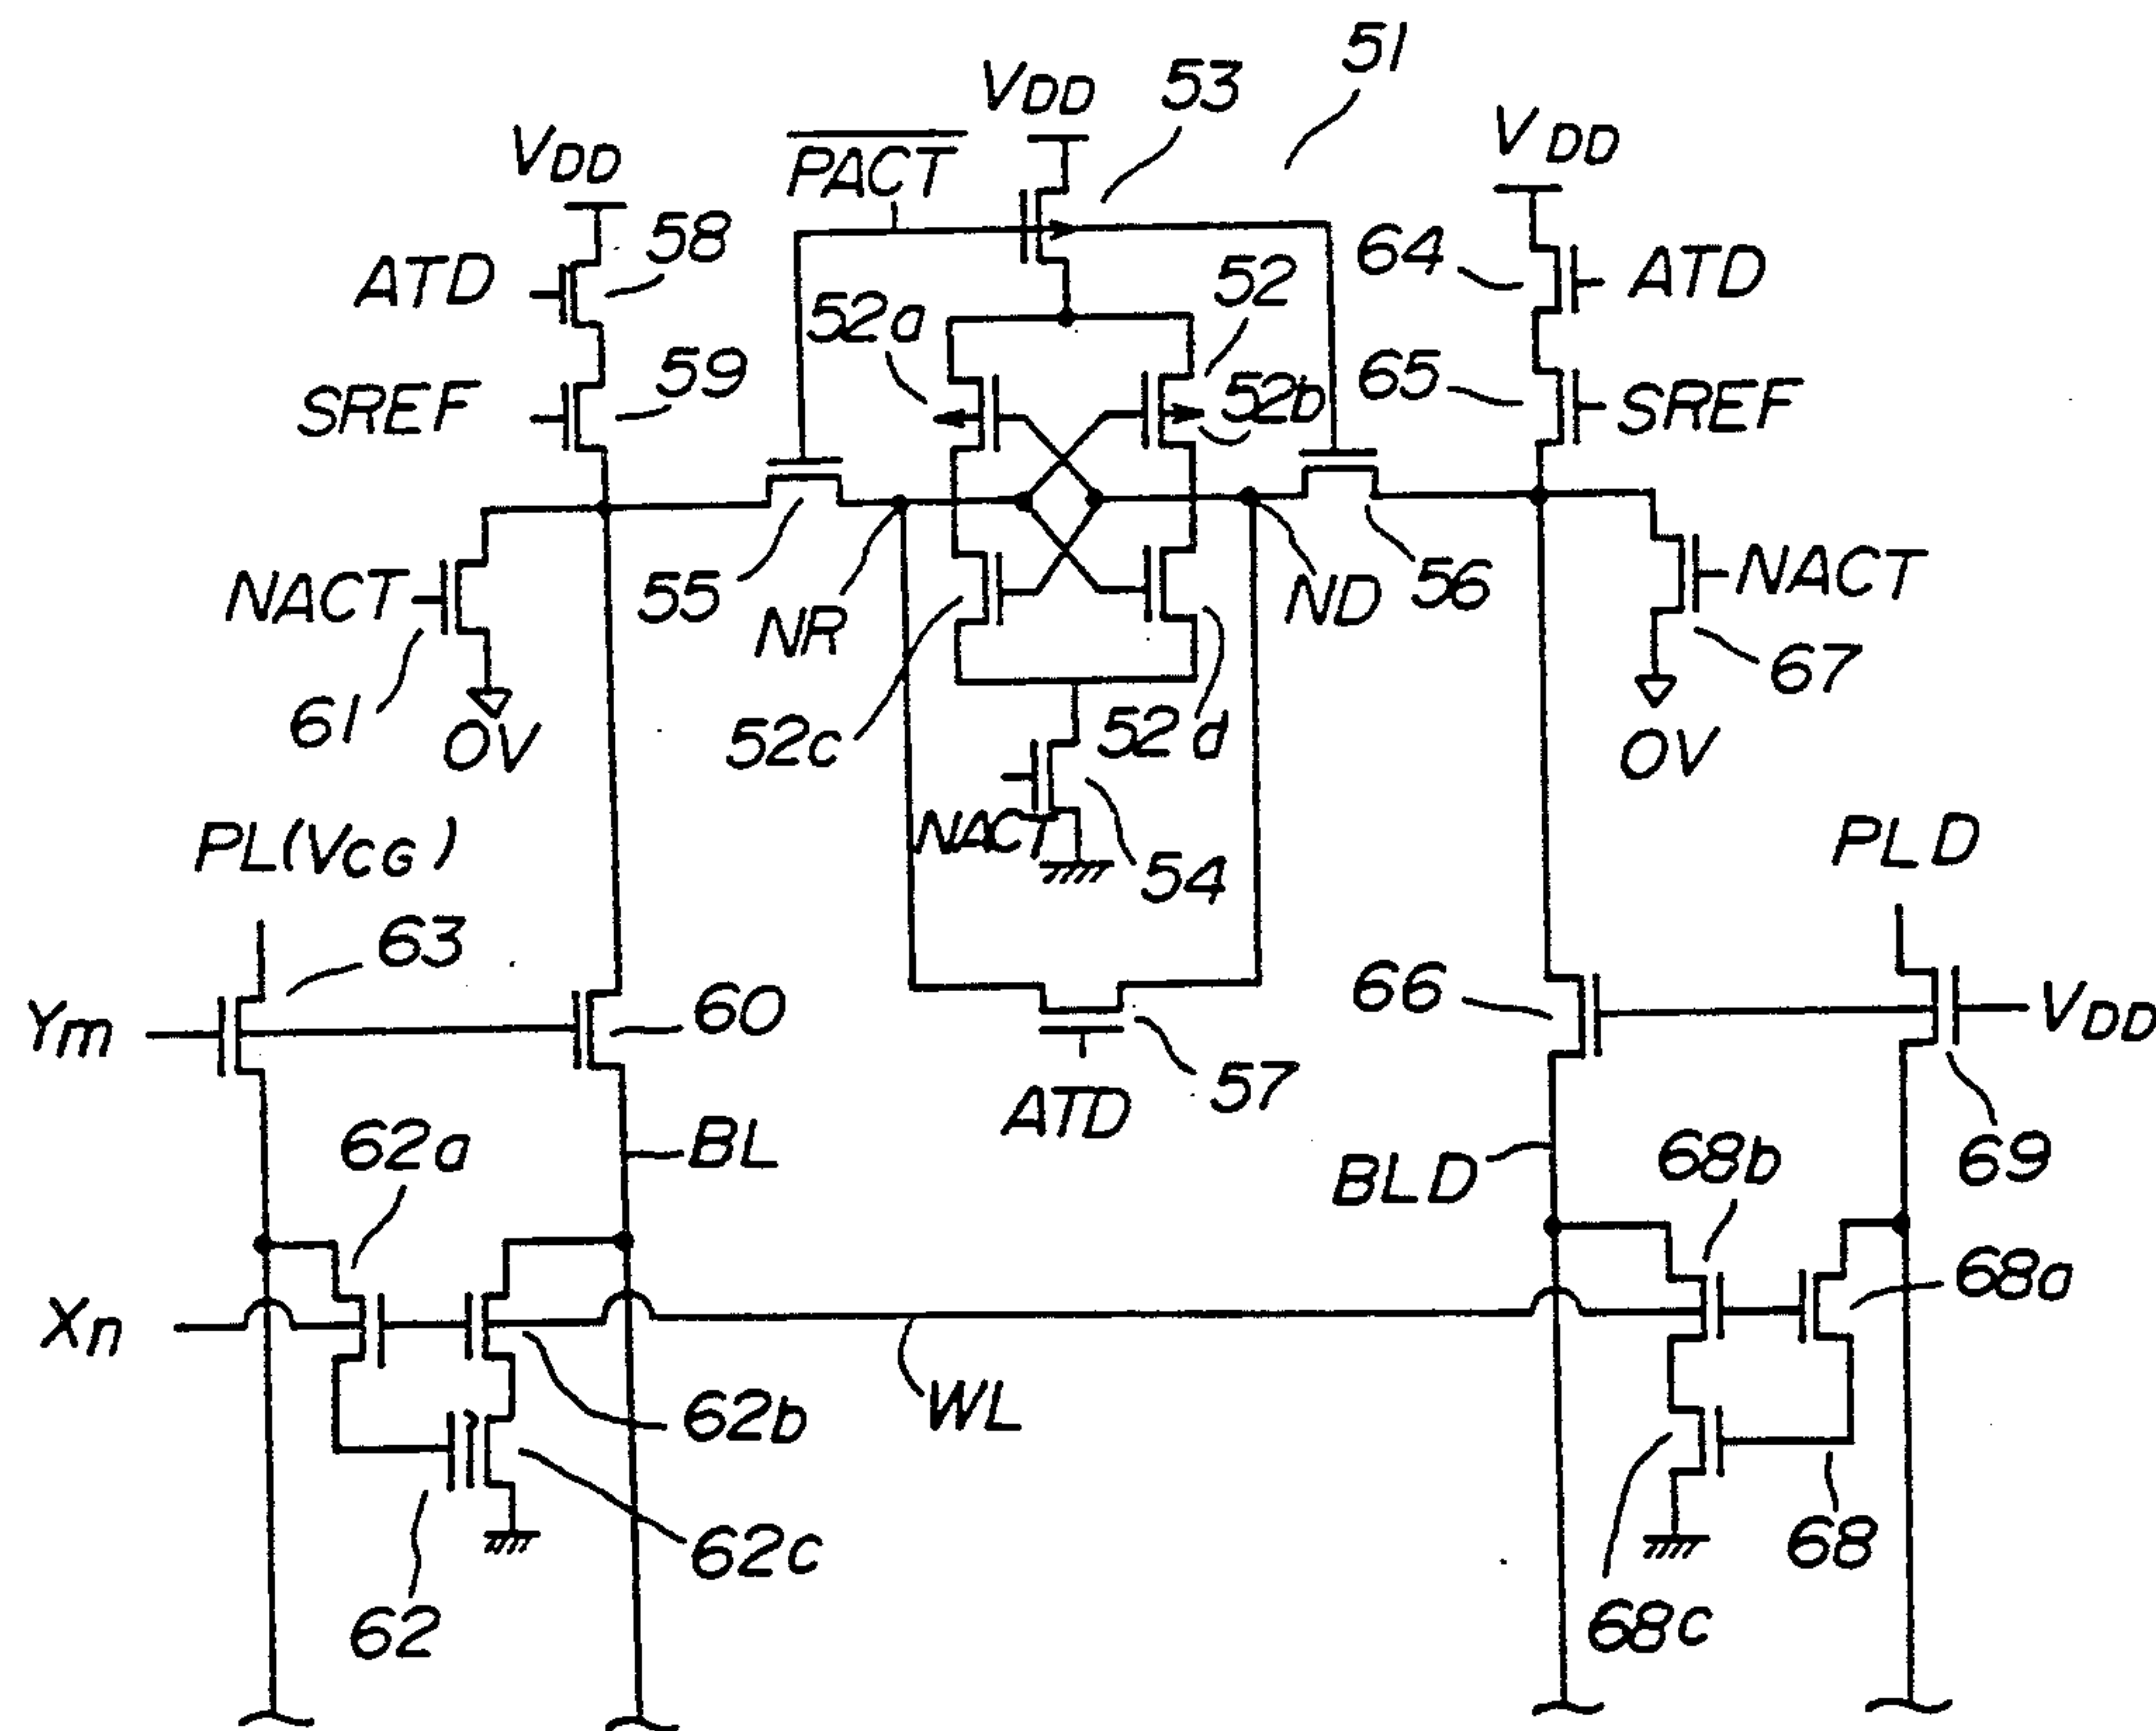 51
VDD
53
VDD
PACT
VDD
58
ATD
52
64
ATD
52a
59
52b
65
SREF
SREF
NACT
55
NR
ND
56
NACT
61
0V
52c
52d
67
0V
NACT
54
PL(VCG)
PLD
63
Ym
60
66
VDD
57
ATD
62a
BL
BLD
68b
69
68a
Xn
62b
WL
62c
68
62
68c